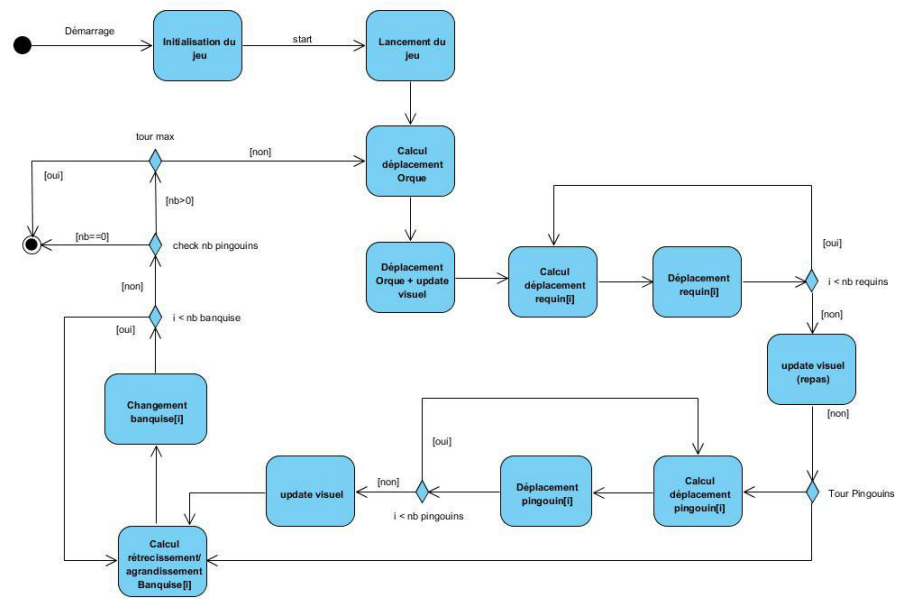 Démarrage
Initialisation du
jeu
start
Lancement du
jeu
tour max
[non]
[oui]
Calcul
déplacement
Orque
[nb>0]
[nb==0]
check nb pingouins
[non]
Déplacement
Orque + update
visuel
Calcul
déplacement
requin[i]
Déplacement
requin[i]
[oui]
i < nb requins
[non]
i < nb banquise
[oui]
update visuel
(repas)
[non]
Changement
banquise[i]
[oui]
update visuel
[non]
i < nb pingouins
Déplacement
pingouin[i]
Calcul
déplacement
pingouin[i]
Tour Pingouins
Calcul
rétrecissement/
agrandissement
Banquise[i]